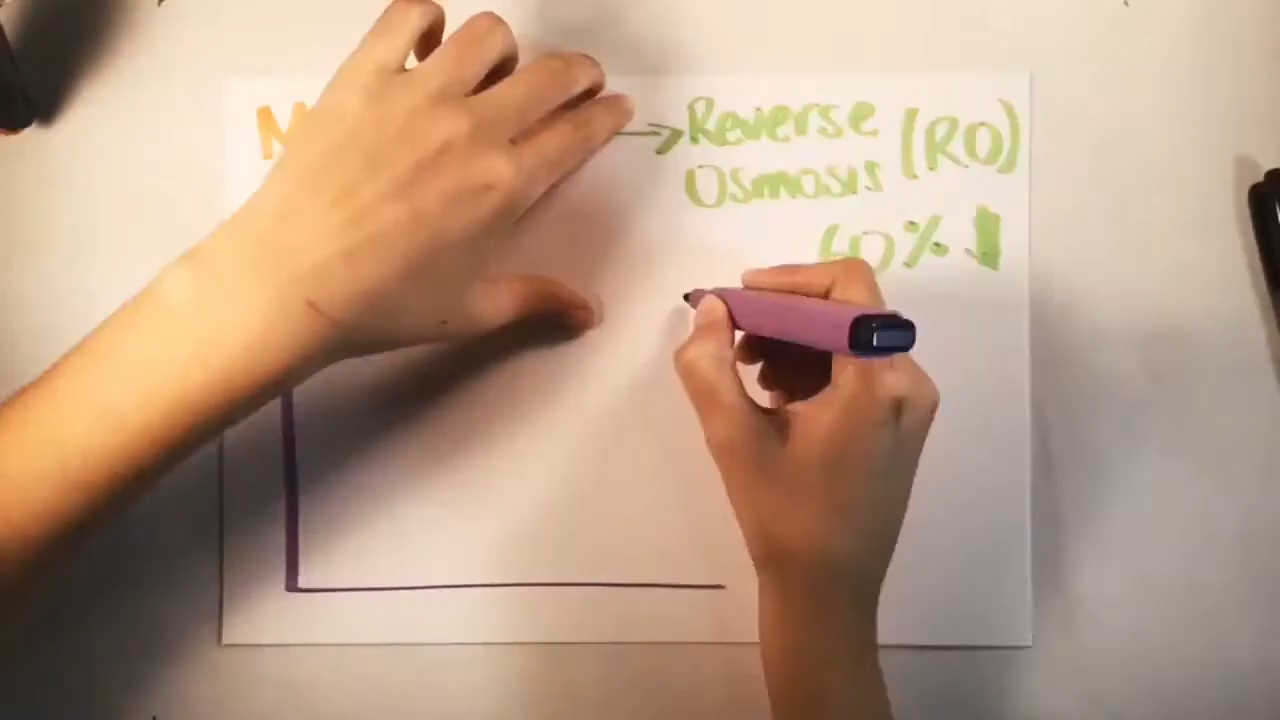 Reverse (RO)
Osmosis
60% ↓